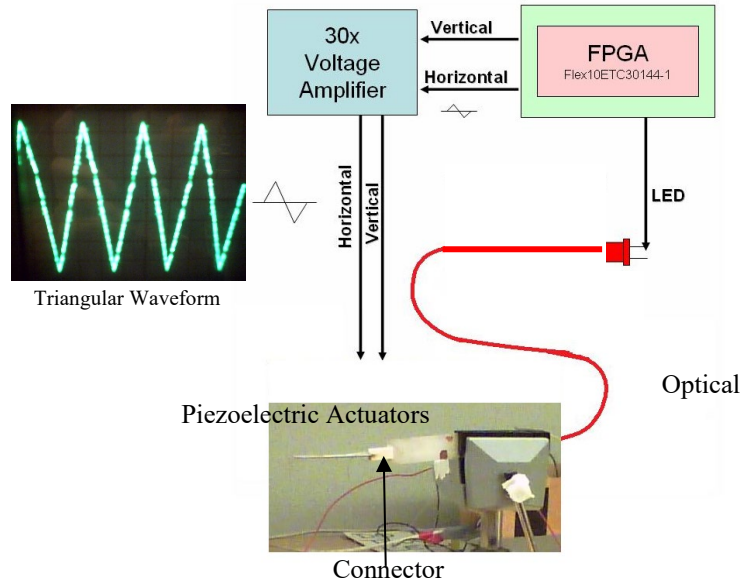 30x
Voltage
Amplifier
Vertical
Horizontal
FPGA
Flex10ETC30144-1
LED
Horizontal
Vertical
Triangular Waveform
Optical
Piezoelectric Actuators
Connector